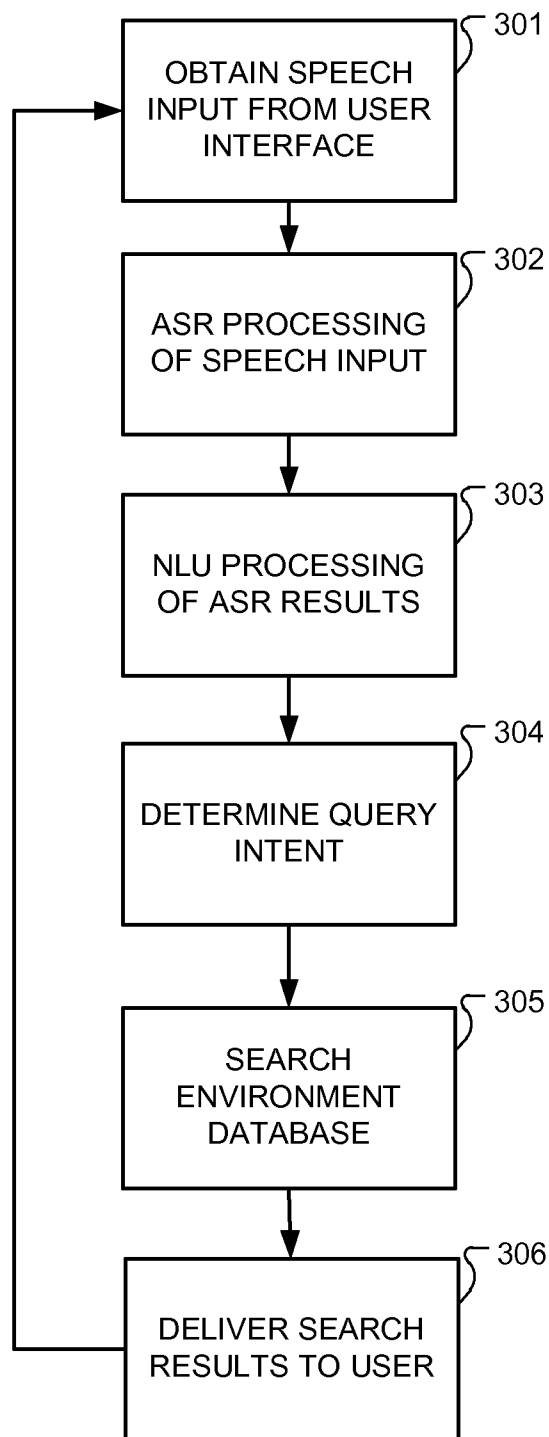 301
OBTAIN SPEECH
INPUT FROM USER
INTERFACE
302
ASR PROCESSING
OF SPEECH INPUT
303
NLU PROCESSING
OF ASR RESULTS
304
DETERMINE QUERY
INTENT
305
SEARCH
ENVIRONMENT
DATABASE
306
DELIVER SEARCH
RESULTS TO USER